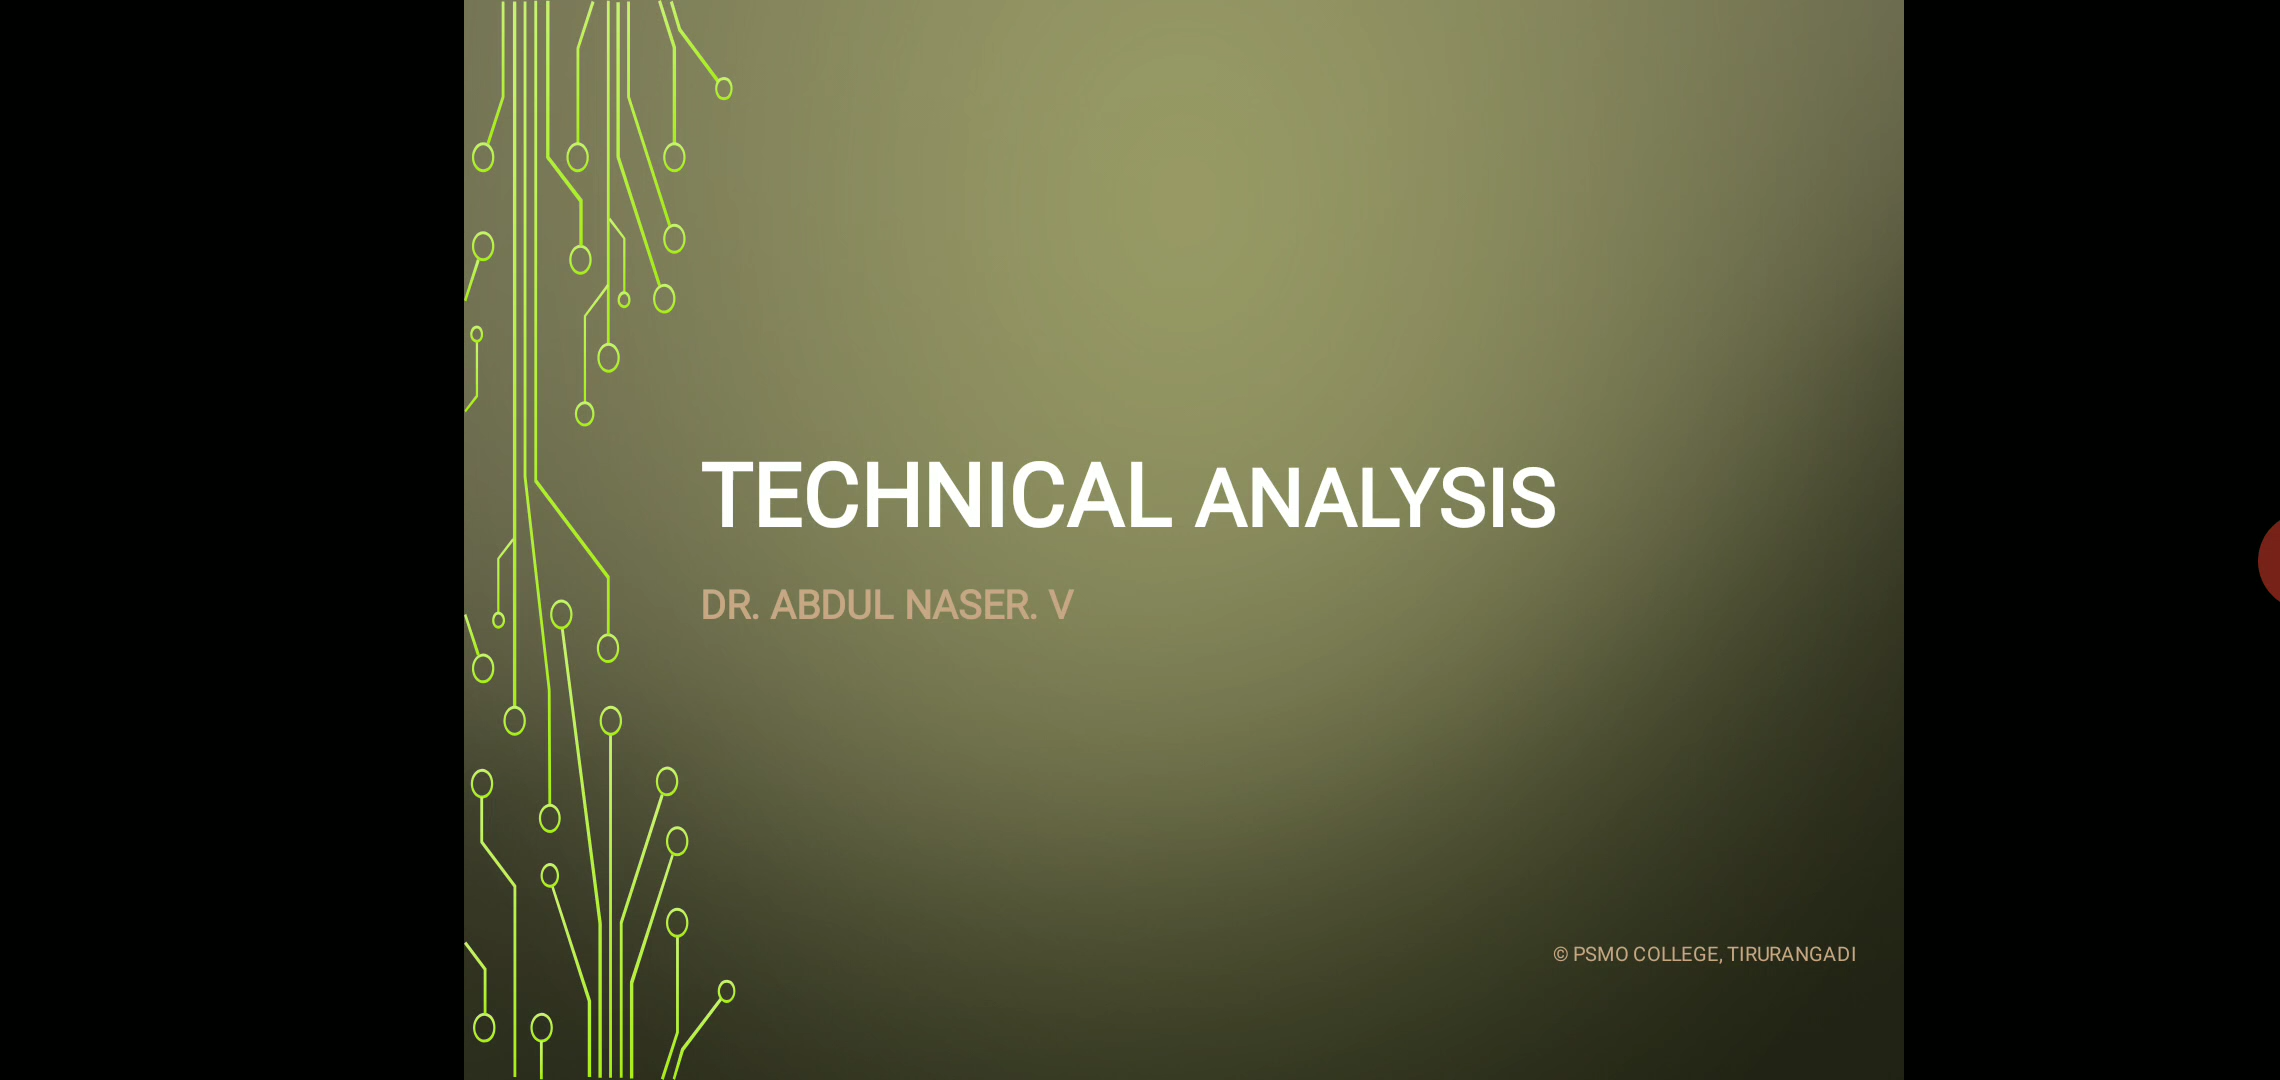 TECHNICAL ANALYSIS
DR. ABDUL NASER. V
© PSMO COLLEGE, TIRURANGADI